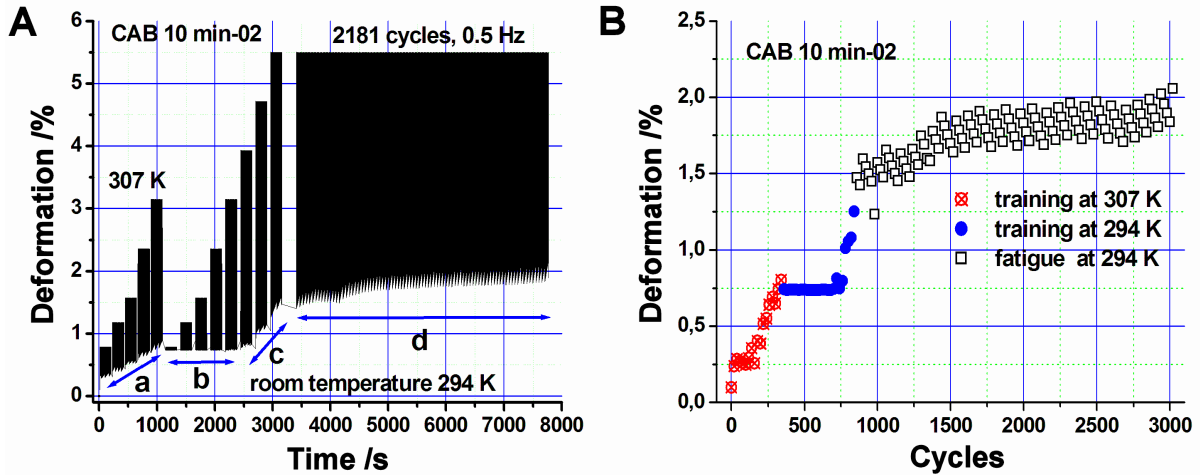 A
CAB 10 min-02
2181 cycles, 0.5 Hz
307 K
a
b
c
d
room temperature 294 K
Deformation /%
6
5
4
3
2
1
0
0 1000 2000 3000 4000 5000 6000 7000 8000
Time /s
B
CAB 10 min-02
training at 307 K
training at 294 K
fatigue at 294 K
Deformation /%
2,5
2,0
1,5
1,0
0,5
0,0
0 500 1000 1500 2000 2500 3000
Cycles